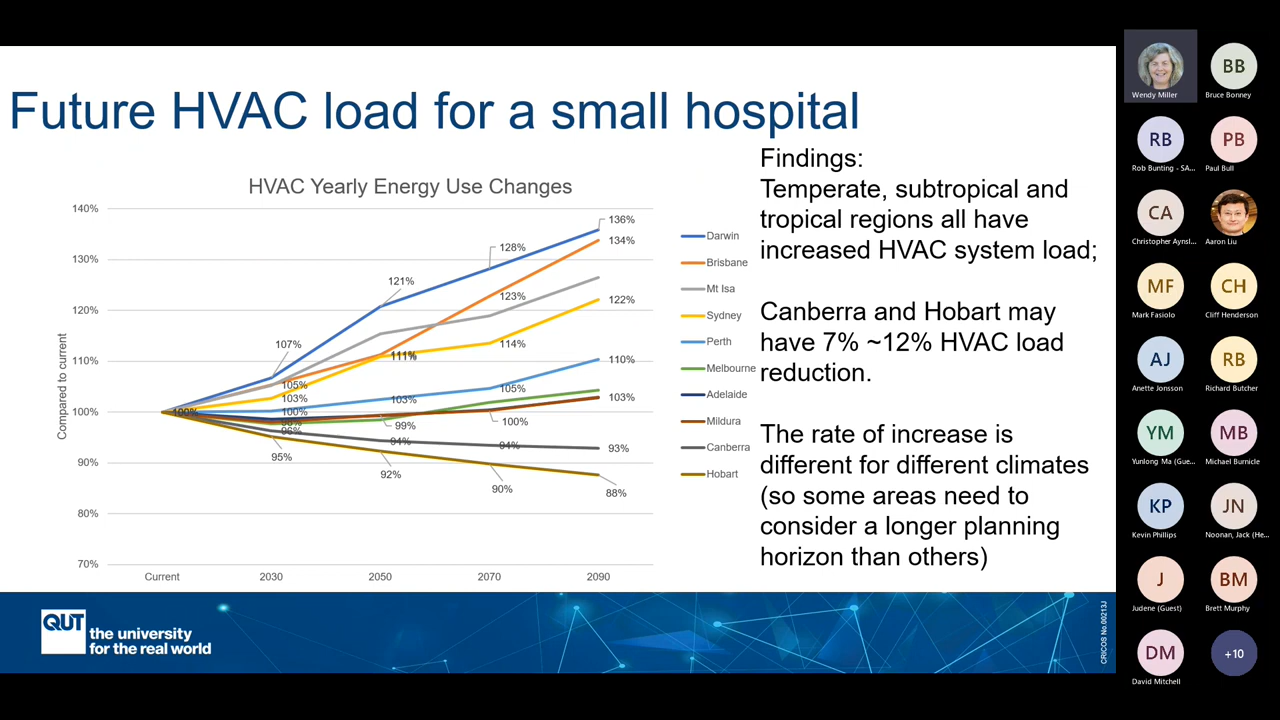 Future HVAC load for a small hospital
HVAC Yearly Energy Use Changes
140%
130%
120%
110%
100%
90%
80%
70%
Compared to current
Current
2030
2050
2070
2090
100%
107%
105%
103%
100%
96%
95%
121%
111%
103%
99%
94%
92%
128%
123%
114%
105%
100%
94%
90%
136%
134%
122%
110%
103%
93%
88%
Darwin
Brisbane
Mt Isa
Sydney
Perth
Melbourne
Adelaide
Mildura
Canberra
Hobart
Findings:
Temperate, subtropical and
tropical regions all have
increased HVAC system load;
Canberra and Hobart may
have 7% ~12% HVAC load
reduction.
The rate of increase is
different for different climates
(so some areas need to
consider a longer planning
horizon than others)
QUT
the university
for the real world
CRICOS No.00213J
Wendy Miller
BB
Bruce Bonney
RB
Rob Bunting - SA...
PB
Paul Bull
CA
Christopher Aynsl...
Aaron Liu
MF
Mark Fasiolo
CH
Cliff Henderson
AJ
Anette Jonsson
RB
Richard Butcher
YM
Yunlong Ma (Gue...
MB
Michael Burnicle
KP
Kevin Phillips
JN
Noonan, Jack (He...
J
Judene (Guest)
BM
Brett Murphy
DM
David Mitchell
+10